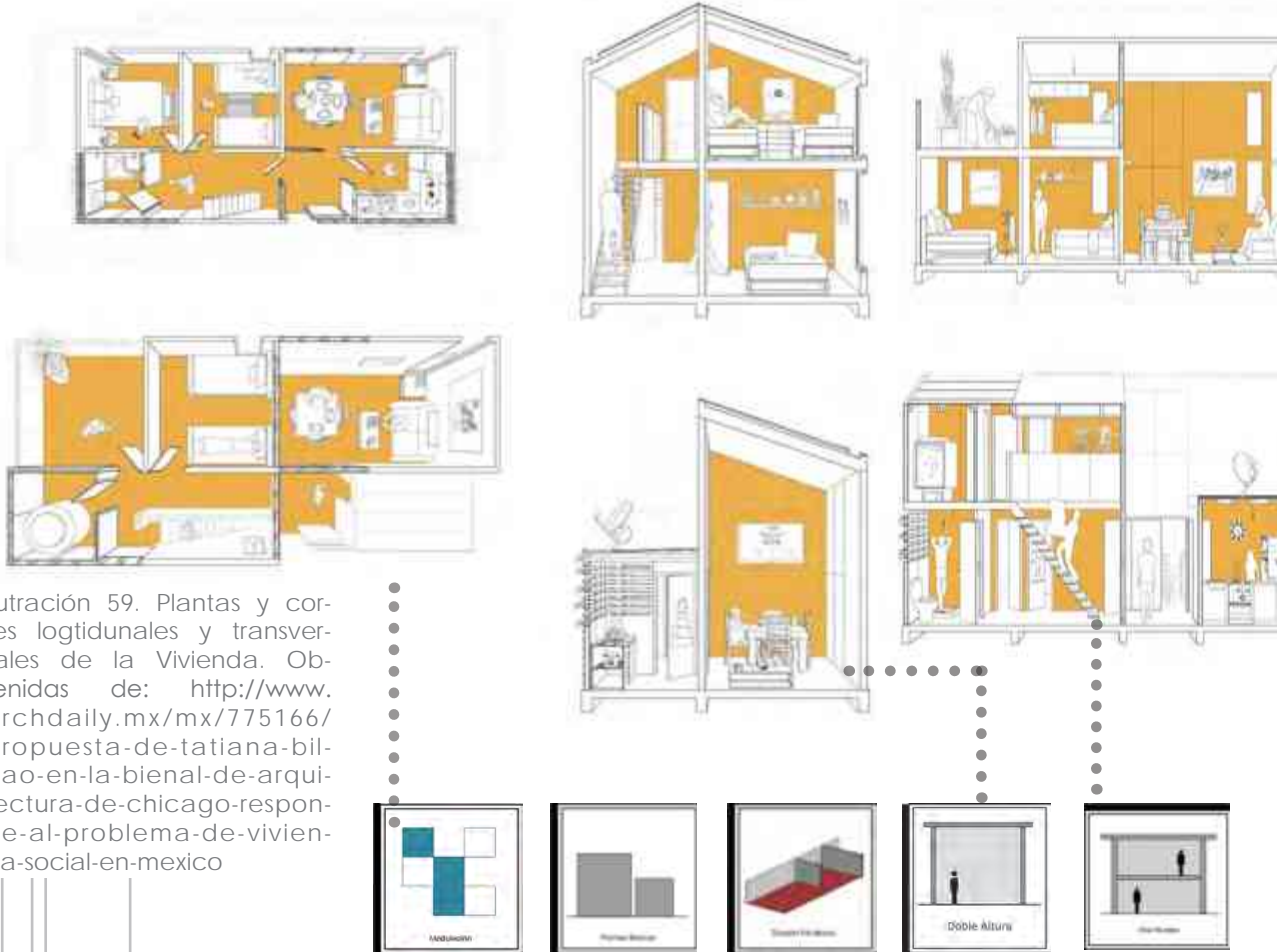 utración 59. Plantas y cor-
es logtidunales y transver-
ales de la Vivienda. Ob-
enidas de: http://www.
rchdaily.mx/mx/775166/
ropuesta-de-tatiana-bil-
ao-en-la-bienal-de-arqui-
ectura-de-chicago-respon-
e-al-problema-de-vivien-
a-social-en-mexico
Modulación
Doble Altura